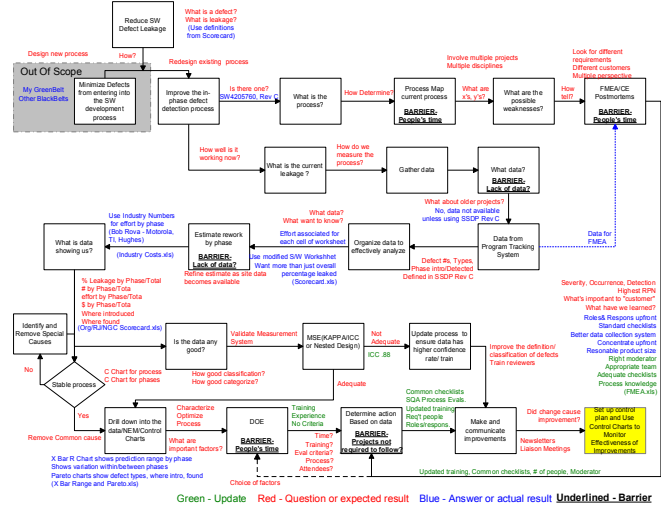 Reduce SW
Defect Leakage
What is a defect?
What is leakage?
(Use definitions
from Scorecard)
Design new process
How?
Redesign existing process
Out Of Scope
My GreenBelt
Other BlackBelts
Minimize Defects
from entering into
the SW
development
process
Improve the in-
phase defect
detection process
Is there one?
SW4205760, Rev C
What is the
process?
How Determine?
Process Map
current process
BARRIER-
People's time
Involve multiple projects
Multiple disciplines
What are
x's, y's?
What are the
possible
weaknesses?
How
tell?
Look for different
requirements
Different customers
Multiple perspective
FMEA/CE
Postmortems
BARRIER-
People's time
How well is it
working now?
What is the current
leakage ?
How do we
measure the
process?
Gather data
What data?
BARRIER-
Lack of data?
What about older projects?
No, data not available
unless using SSDP Rev C
Data for
FMEA
Data from
Program Tracking
System
Defect #s, Types,
Phase intro/Detected
Defined in SSDP Rev C
Organize data to
effectively analyze
What data?
What want to know?
Effort associated for
each cell of worksheet
Use modified S/W Workshhet
Want more than just overall
percentage leaked
(Scorecard.xls)
Estimate rework
by phase
BARRIER-
Lack of data?
Refine estimate as site data
becomes available
Use Industry Numbers
for effort by phase
(Bob Rova - Motorola,
TI, Hughes)
(Industry Costs.xls)
What is data
showing us?
% Leakage by Phase/Tota
# by Phase/Tota
effort by Phase/Tota
$ by Phase/Tota
Where introduced
Where found
(Org/RJ/NGC Scorecard.xls)
Identify and
Remove Special
Causes
No
Stable process
Yes
C Chart for process
C Chart for phases
Is the data any
good?
Validate Measurement
System
How good classification?
How good categorize?
MSE(KAPPA/ICC
or Nested Design)
Not
Adequate
ICC .88
Adequate
Update process to
ensure data has
higher confidence
rate/ train
Improve the definition/
classification of defects
Train reviewers
Severity, Occurrence, Detection
Highest RPN
What's important to "customer"
What have we learned?
Roles& Respons upfront
Standard checklists
Better data collection system
Concentrate upfront
Resonable product size
Right moderator
Appropriate team
Adequate checklists
Process knowledge
(FMEA.xls)
Remove Common cause
Drill down into the
data/NEM/Control
Charts
Characterize
Optimize
Process
What are
important factors?
X Bar R Chart shows prediction range by phase
Shows variation within/between phases
Pareto charts show defect types, where intro, found
(X Bar Range and Pareto.xls)
DOE
BARRIER-
People's time
Training
Experience
No Criteria
Time?
Training?
Eval criteria?
Process?
Attendees?
Choice of factors
Determine action
Based on data
BARRIER-
Projects not
required to follow?
Common checklists
SQA Process Evals.
Updated training
Req't people
Roles/respons
Make and
communicate
improvements
Did change cause
improvement?
Newsletters
Liaison Meetings
Set up control
plan and Use
Control Charts to
Monitor
Effectiveness of
Improvements
Updated training, Common checklists, # of people, Moderator
Green - Update Red - Question or expected result Blue - Answer or actual result Underlined - Barrier